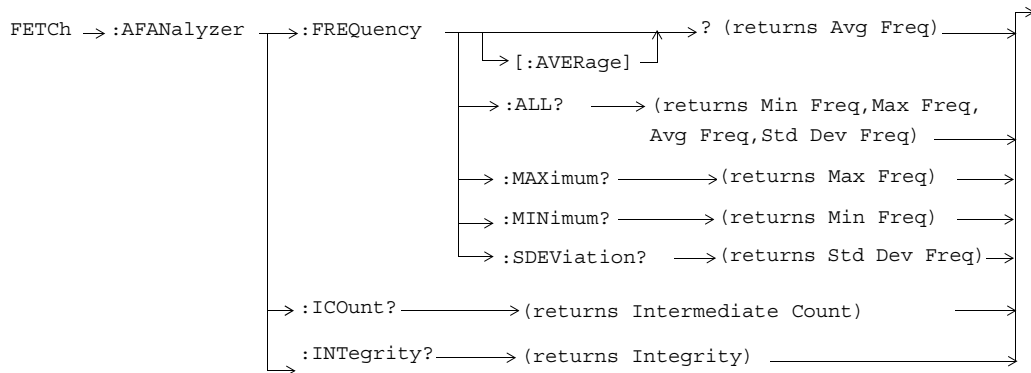 FETCh :AFANalyzer :FREQuency ? (returns Avg Freq)
[:AVERage]
:ALL? (returns Min Freq,Max Freq,
Avg Freq,Std Dev Freq)
:MAXimum? (returns Max Freq)
:MINimum? (returns Min Freq)
:SDEViation? (returns Std Dev Freq)
:ICOunt? (returns Intermediate Count)
:INTegrity? (returns Integrity)